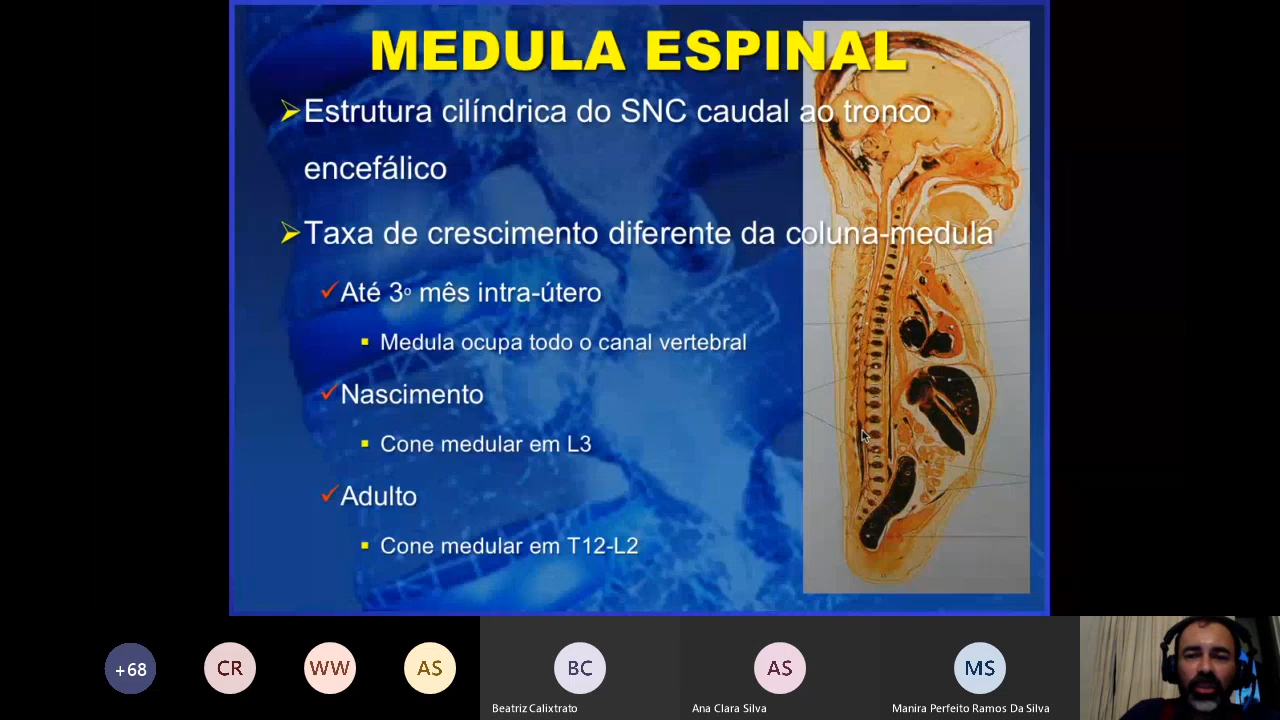 MEDULA ESPINAL
Estrutura cilíndrica do SNC caudal ao tronco
encefálico
Taxa de crescimento diferente da coluna-medula
Até 3º mês intra-útero
Medula ocupa todo o canal vertebral
Nascimento
Cone medular em L3
Adulto
Cone medular em T12-L2
+68
CR
WW
AS
BC
AS
MS
Beatriz Calixtrato
Ana Clara Silva
Manira Perfeito Ramos Da Silva